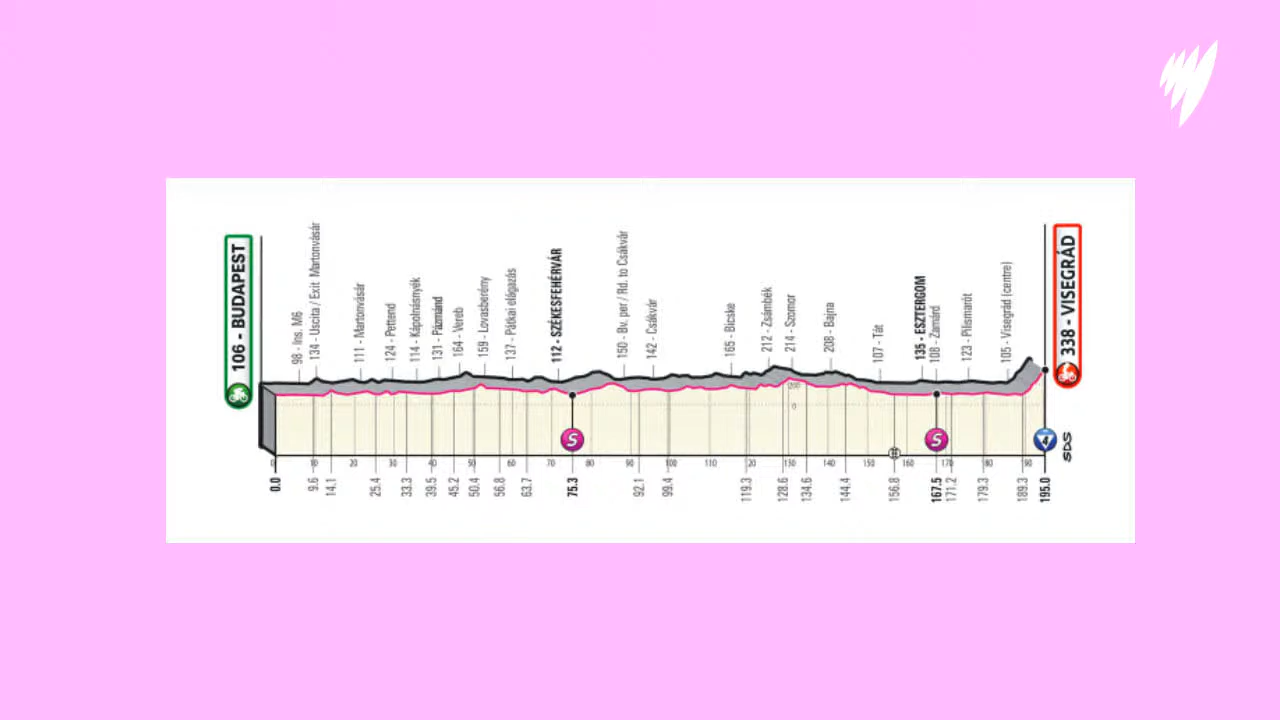 106 - BUDAPEST
98 - Ins. M6
134 - Uscita / Exit Martonvásár
111 - Martonvásár
124 - Pettend
114 - Kápolnásnyék
131 - Pázmánd
164 - Vereb
159 - Lovasberény
137 - Pátkai elágazás
112 - SZÉKESFEHÉRVÁR
150 - Bv. per / Rd. to Csákvár
142 - Csákvár
165 - Bicske
212 - Zsámbék
214 - Szomor
208 - Bajna
107 - Tát
135 - ESZTERGOM
108 - Zamárd
123 - Pilismarót
105 - Visegrád (centre)
338 - VISEGRÁD
200
0
S
S
4
SDS
0 10 20 30 40 50 60 70 80 90 100 110 20 130 140 150 160 170 80 90
0.0
9.6
14.1
25.4
33.3
39.5
45.2
50.4
56.8
63.7
75.3
92.1
99.4
119.3
128.6
134.6
144.4
156.8
167.5
171.2
179.3
189.3
195.0